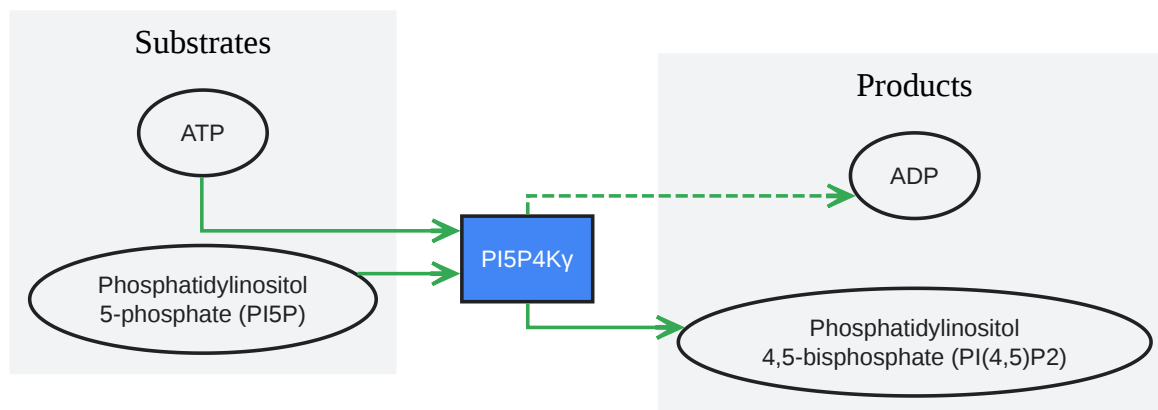 Substrates
ATP
Phosphatidylinositol
5-phosphate (PI5P)
PI5P4Kγ
Products
ADP
Phosphatidylinositol
4,5-bisphosphate (PI(4,5)P2)